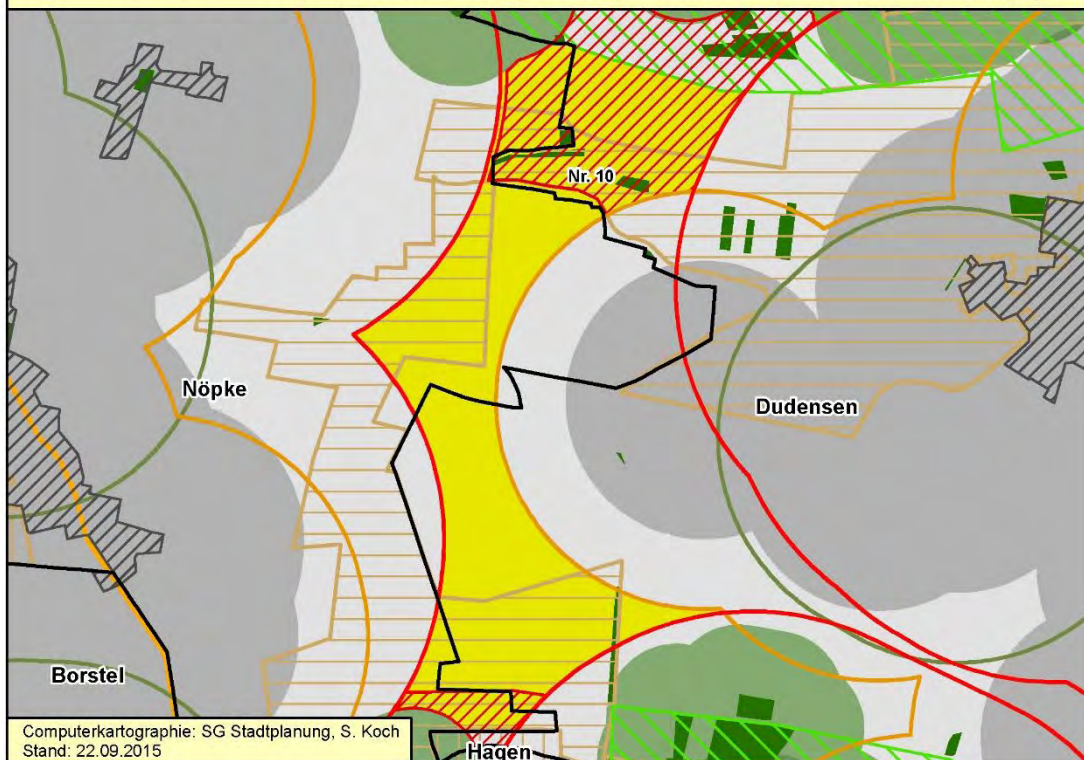 Nr. 10
Nöpke
Dudensen
Borstel
Hagen
Computerkartographie: SG Stadtplanung, S. Koch
Stand: 22.09.2015